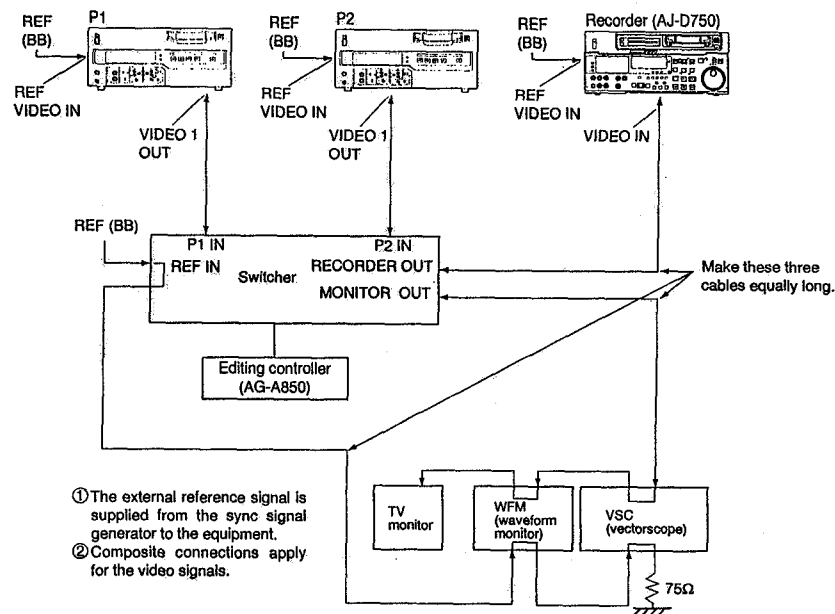 REF
(BB)
P1
REF
VIDEO IN
VIDEO 1
OUT
REF
(BB)
P2
REF
VIDEO IN
VIDEO 1
OUT
Recorder (AJ-D750)
REF
(BB)
REF
VIDEO IN
VIDEO IN
REF (BB)
P1 IN
P2 IN
REF IN
Switcher
RECORDER OUT
MONITOR OUT
Make these three
cables equally long.
Editing controller
(AG-A850)
①The external reference signal is
supplied from the sync signal
generator to the equipment.
②Composite connections apply
for the video signals.
TV
monitor
WFM
(waveform
monitor)
VSC
(vectorscope)
75Ω